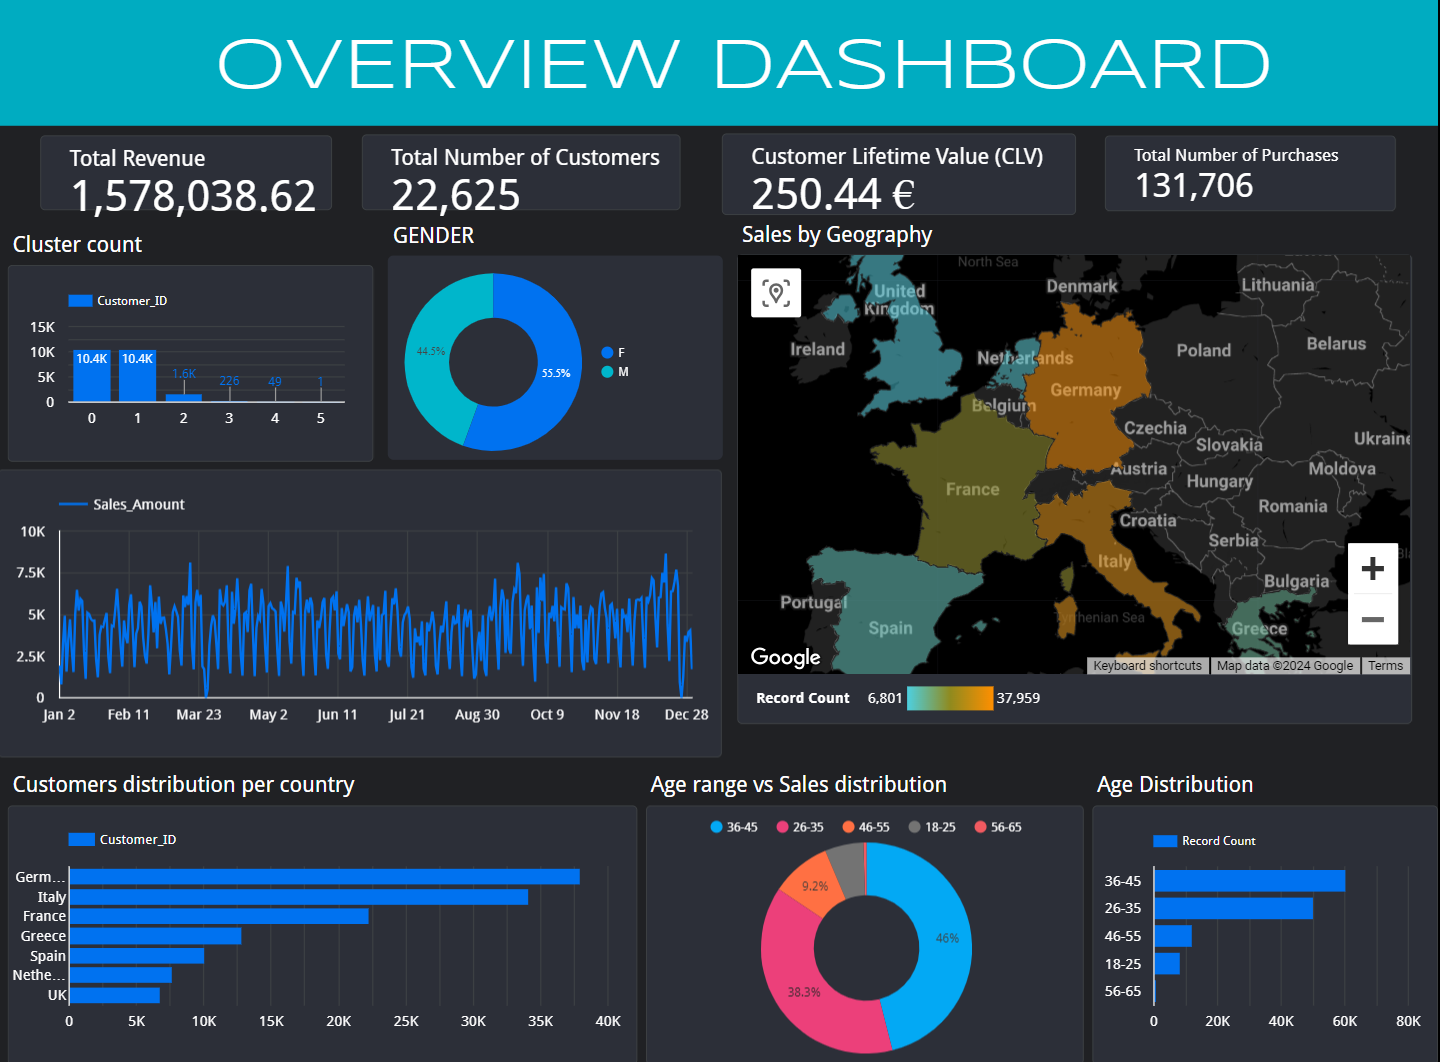 OVERVIEW DASHBOARD
Total Revenue
1,578,038.62
Total Number of Customers
22,625
Customer Lifetime Value (CLV)
250.44 €
Total Number of Purchases
131,706
Cluster count
Customer_ID
15K
10K
5K
0
10.4K
10.4K
1.6K
226
49
1
0 1 2 3 4 5
GENDER
44.5%
55.5%
F
M
Sales by Geography
North Sea
United
Kingdom
Denmark
Lithuania
Ireland
Netherlands
Poland
Belarus
Germany
Belgium
Czechia
Slovakia
Ukraine
Austria
Hungary
Moldova
France
Romania
Croatia
Serbia
Italy
Bulgaria
Portugal
Spain
Greece
Google
Keyboard shortcuts
Map data ©2024 Google
Terms
Record Count 6,801 37,959
Sales_Amount
10K
7.5K
5K
2.5K
0
Jan 2 Feb 11 Mar 23 May 2 Jun 11 Jul 21 Aug 30 Oct 9 Nov 18 Dec 28
Customers distribution per country
Customer_ID
Germ...
Italy
France
Greece
Spain
Nethe...
UK
0 5K 10K 15K 20K 25K 30K 35K 40K
Age range vs Sales distribution
36-45 26-35 46-55 18-25 56-65
9.2%
46%
38.3%
Age Distribution
Record Count
36-45
26-35
46-55
18-25
56-65
0 20K 40K 60K 80K